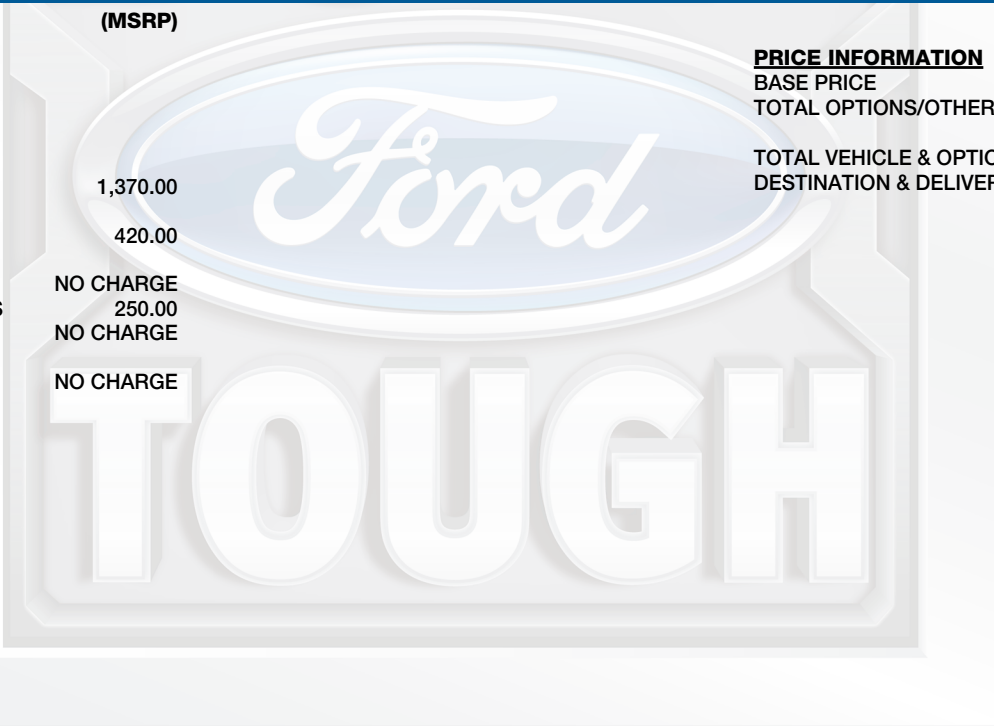 (MSRP)
1,370.00
420.00
NO CHARGE
S 250.00
NO CHARGE
NO CHARGE
PRICE INFORMATION
BASE PRICE
TOTAL OPTIONS/OTHER
TOTAL VEHICLE & OPTIO
DESTINATION & DELIVER
Ford
TOUGH